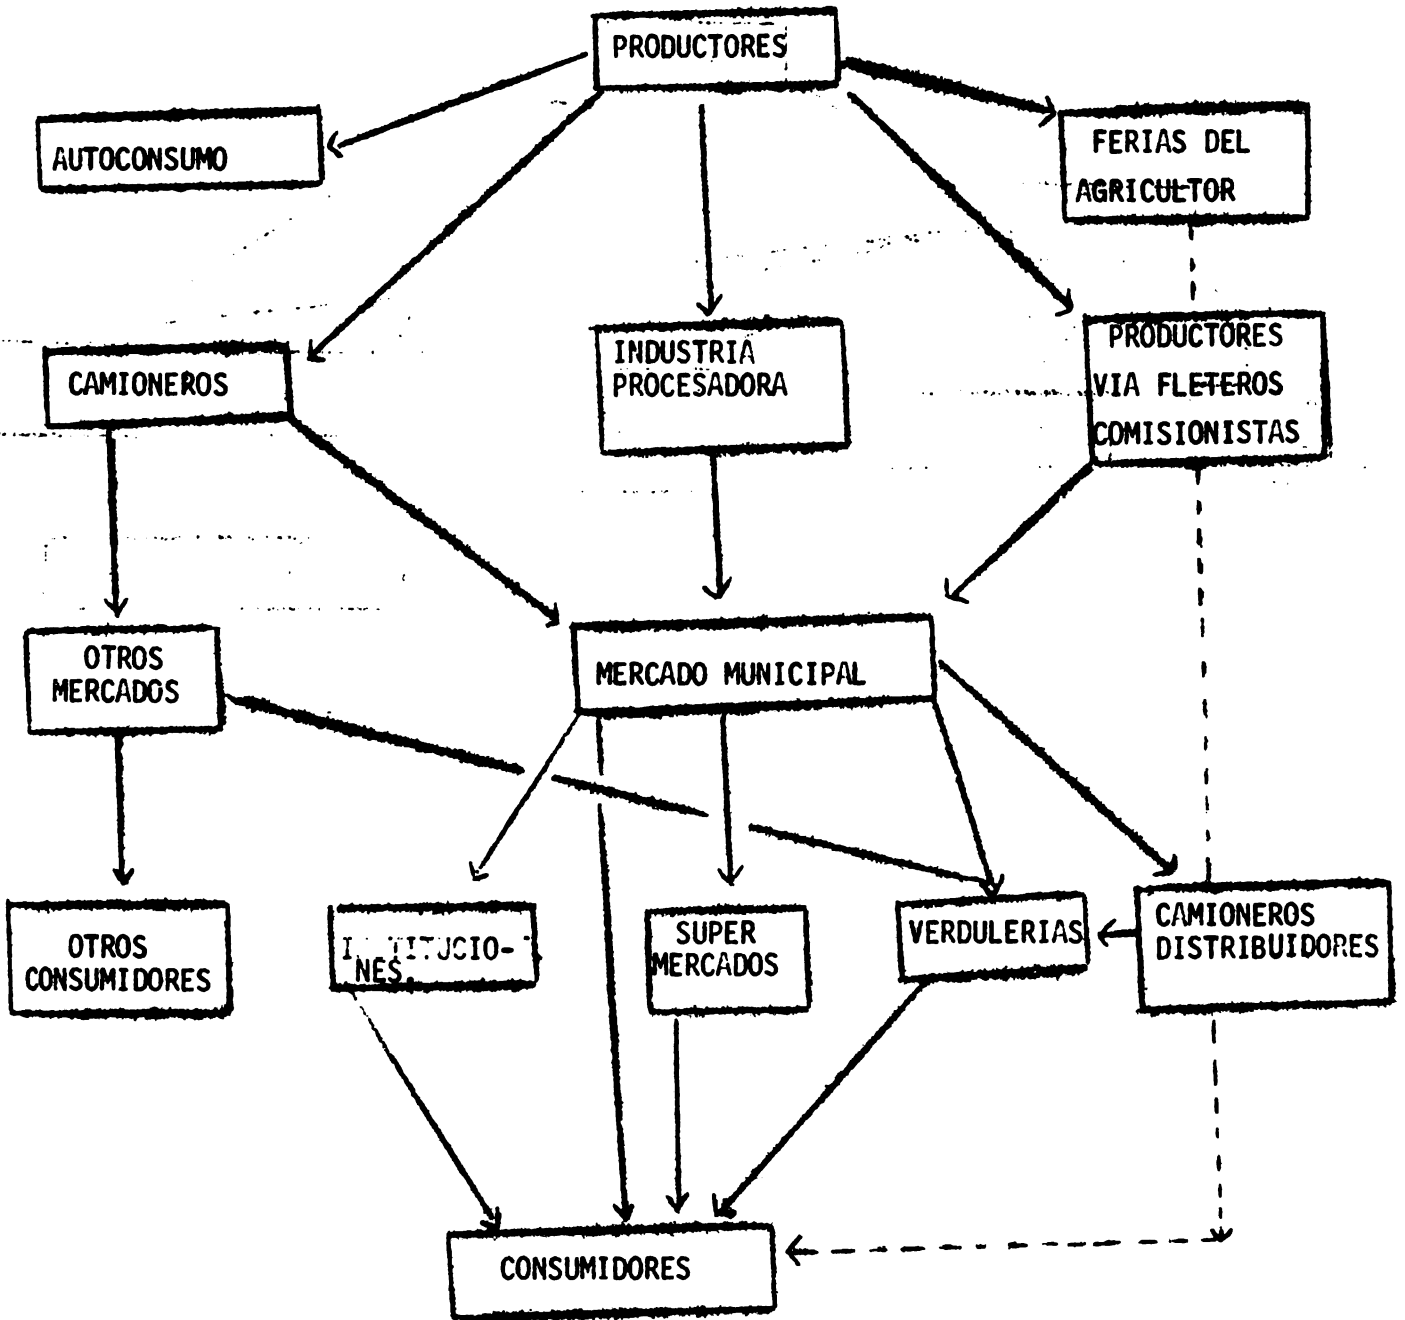 PRODUCTORES
AUTOCONSUMO
FERIAS DEL
AGRICULTOR
CAMIONEROS
INDUSTRIA
PROCESADORA
PRODUCTORES
VIA FLETEROS
COMISIONISTAS
OTROS
MERCADOS
MERCADO MUNICIPAL
OTROS
CONSUMIDORES
NES.
SUPER
MERCADOS
VERDULERIAS
CAMIONEROS
DISTRIBUIDORES
CONSUMIDORES